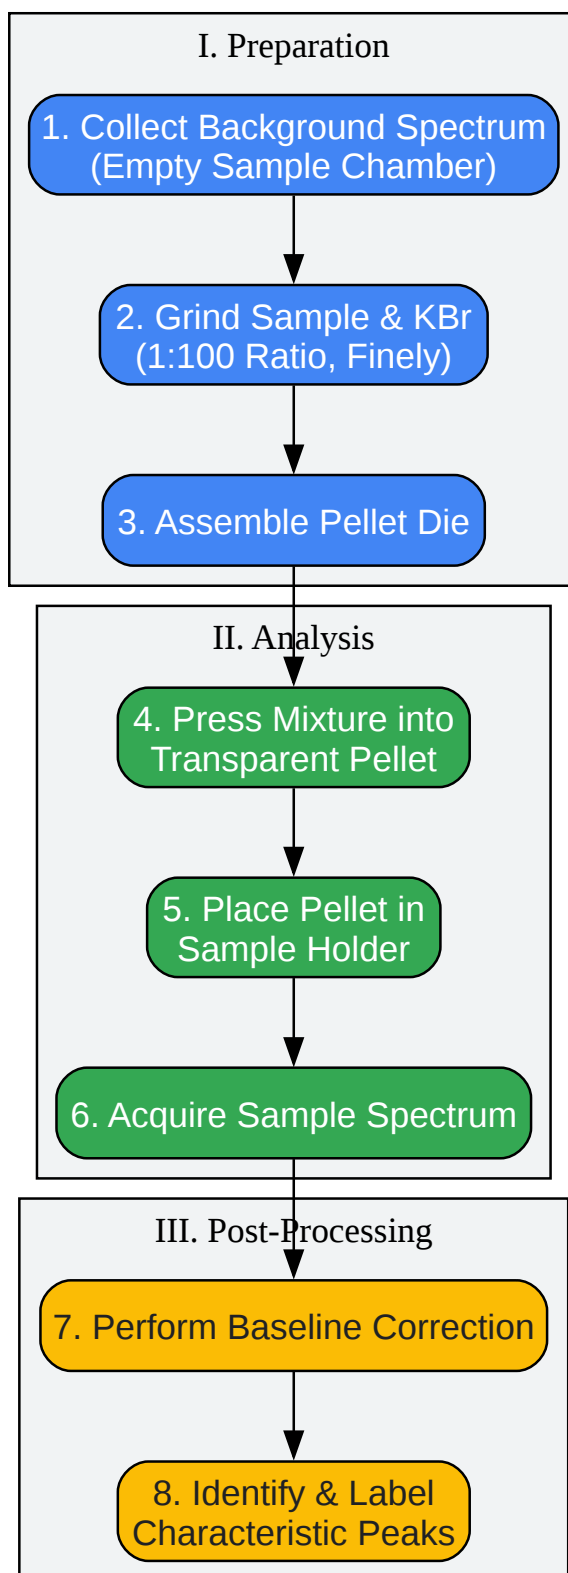 I. Preparation
1. Collect Background Spectrum
(Empty Sample Chamber)
2. Grind Sample & KBr
(1:100 Ratio, Finely)
3. Assemble Pellet Die
II. Analysis
4. Press Mixture into
Transparent Pellet
5. Place Pellet in
Sample Holder
6. Acquire Sample Spectrum
III. Post-Processing
7. Perform Baseline Correction
8. Identify & Label
Characteristic Peaks